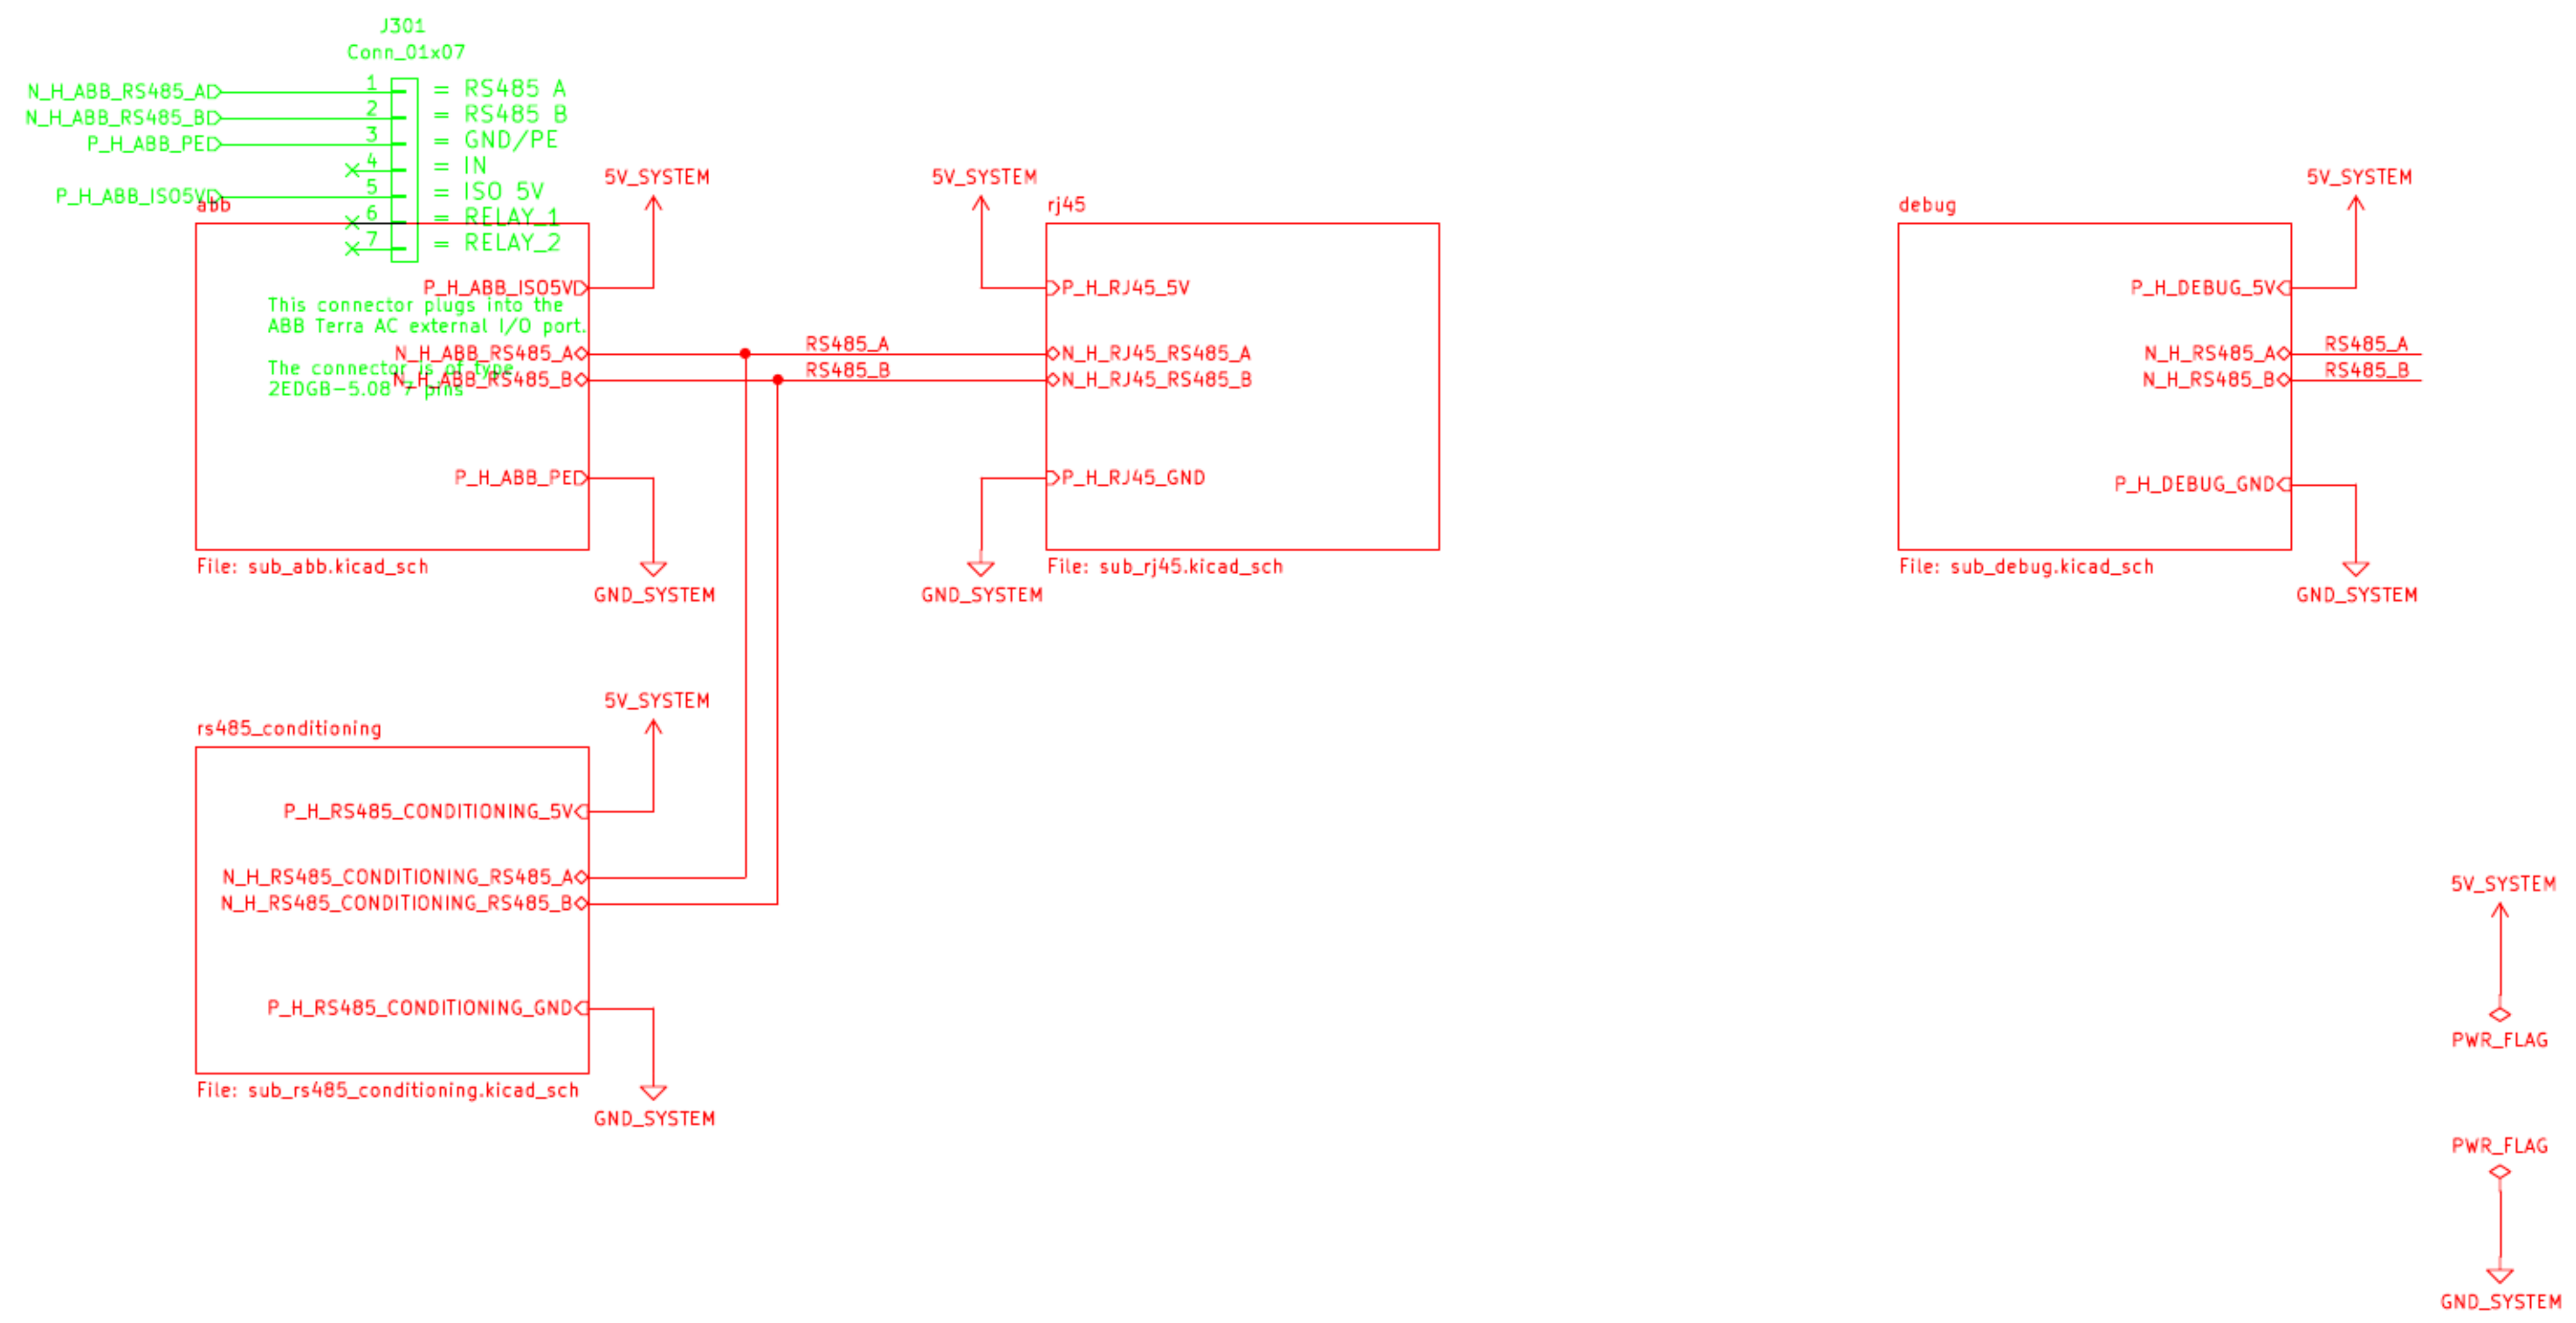 J301
Conn_01x07
N_H_ABB_RS485_A 1 = RS485 A
N_H_ABB_RS485_B 2 = RS485 B
P_H_ABB_PE 3 = GND/PE
4 = IN
P_H_ABB_ISO5V 5 = ISO 5V
6 = RELAY_1
7 = RELAY_2
abb
5V_SYSTEM
P_H_ABB_ISO5V
This connector plugs into the
ABB Terra AC external I/O port.
The connector is of type
2EDGB-5.08 7 pins
N_H_ABB_RS485_A
N_H_ABB_RS485_B
P_H_ABB_PE
File: sub_abb.kicad_sch
GND_SYSTEM
RS485_A
RS485_B
5V_SYSTEM
rj45
P_H_RJ45_5V
N_H_RJ45_RS485_A
N_H_RJ45_RS485_B
P_H_RJ45_GND
File: sub_rj45.kicad_sch
GND_SYSTEM
5V_SYSTEM
debug
P_H_DEBUG_5V
N_H_RS485_A RS485_A
N_H_RS485_B RS485_B
P_H_DEBUG_GND
File: sub_debug.kicad_sch
GND_SYSTEM
5V_SYSTEM
rs485_conditioning
P_H_RS485_CONDITIONING_5V
N_H_RS485_CONDITIONING_RS485_A
N_H_RS485_CONDITIONING_RS485_B
P_H_RS485_CONDITIONING_GND
File: sub_rs485_conditioning.kicad_sch
GND_SYSTEM
5V_SYSTEM
PWR_FLAG
PWR_FLAG
GND_SYSTEM